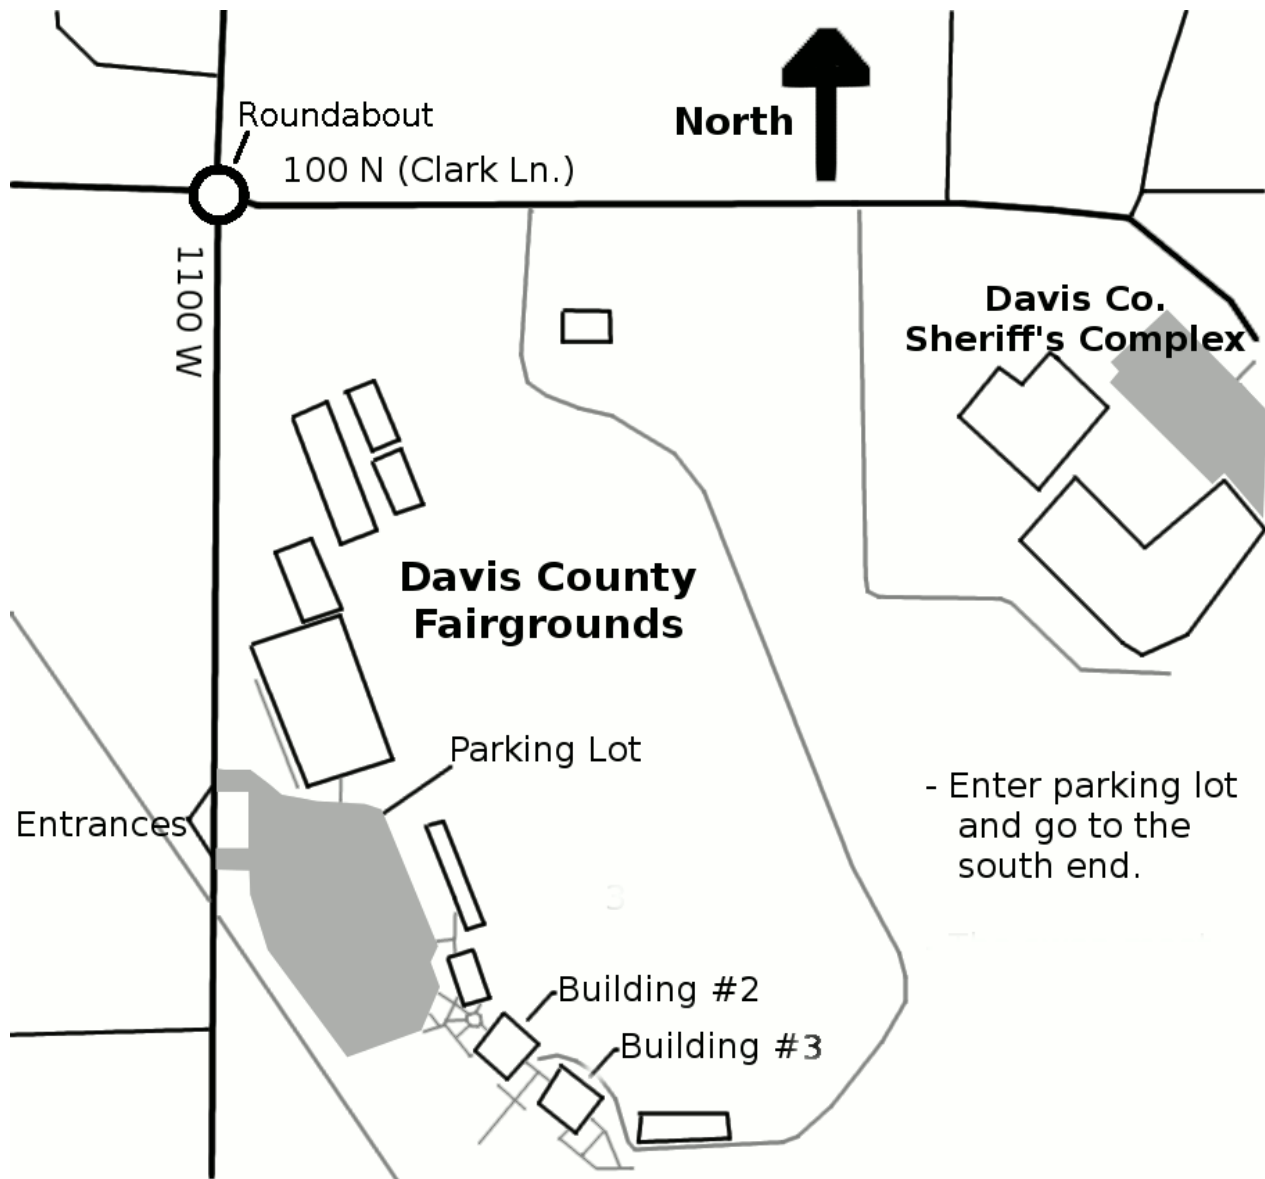 Roundabout
North
100 N (Clark Ln.)
1100 W
Davis Co.
Sheriff's Complex
Davis County
Fairgrounds
Parking Lot
- Enter parking lot
and go to the
south end.
Entrances
3
Building #2
Building #3